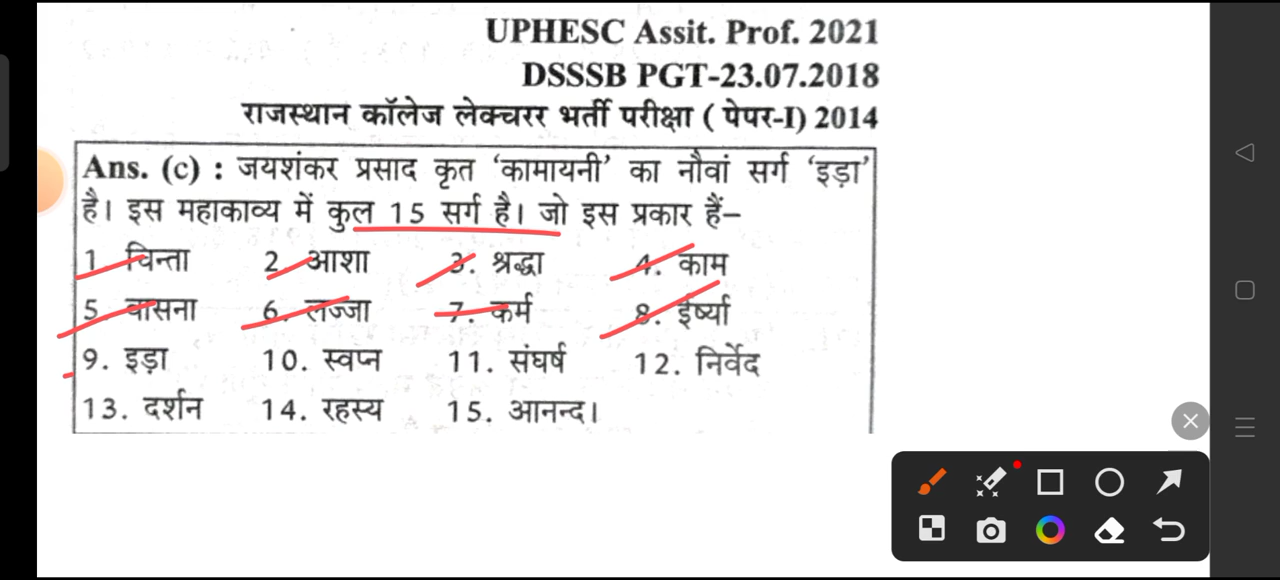 UPHESC Assit. Prof. 2021
DSSSB PGT-23.07.2018
राजस्थान कॉलेज लेक्चरर भर्ती परीक्षा ( पेपर-I) 2014
Ans. (c) : जयशंकर प्रसाद कृत ‘कामायनी’ का नौवां सर्ग ‘इड़ा’
है। इस महाकाव्य में कुल 15 सर्ग है। जो इस प्रकार हैं–
1 चिन्ता 2. आशा 3. श्रद्धा 4. काम
5. वासना 6. लज्जा 7. कर्म 8. ईर्ष्या
9. इड़ा 10. स्वप्न 11. संघर्ष 12. निर्वेद
13. दर्शन 14. रहस्य 15. आनन्द।